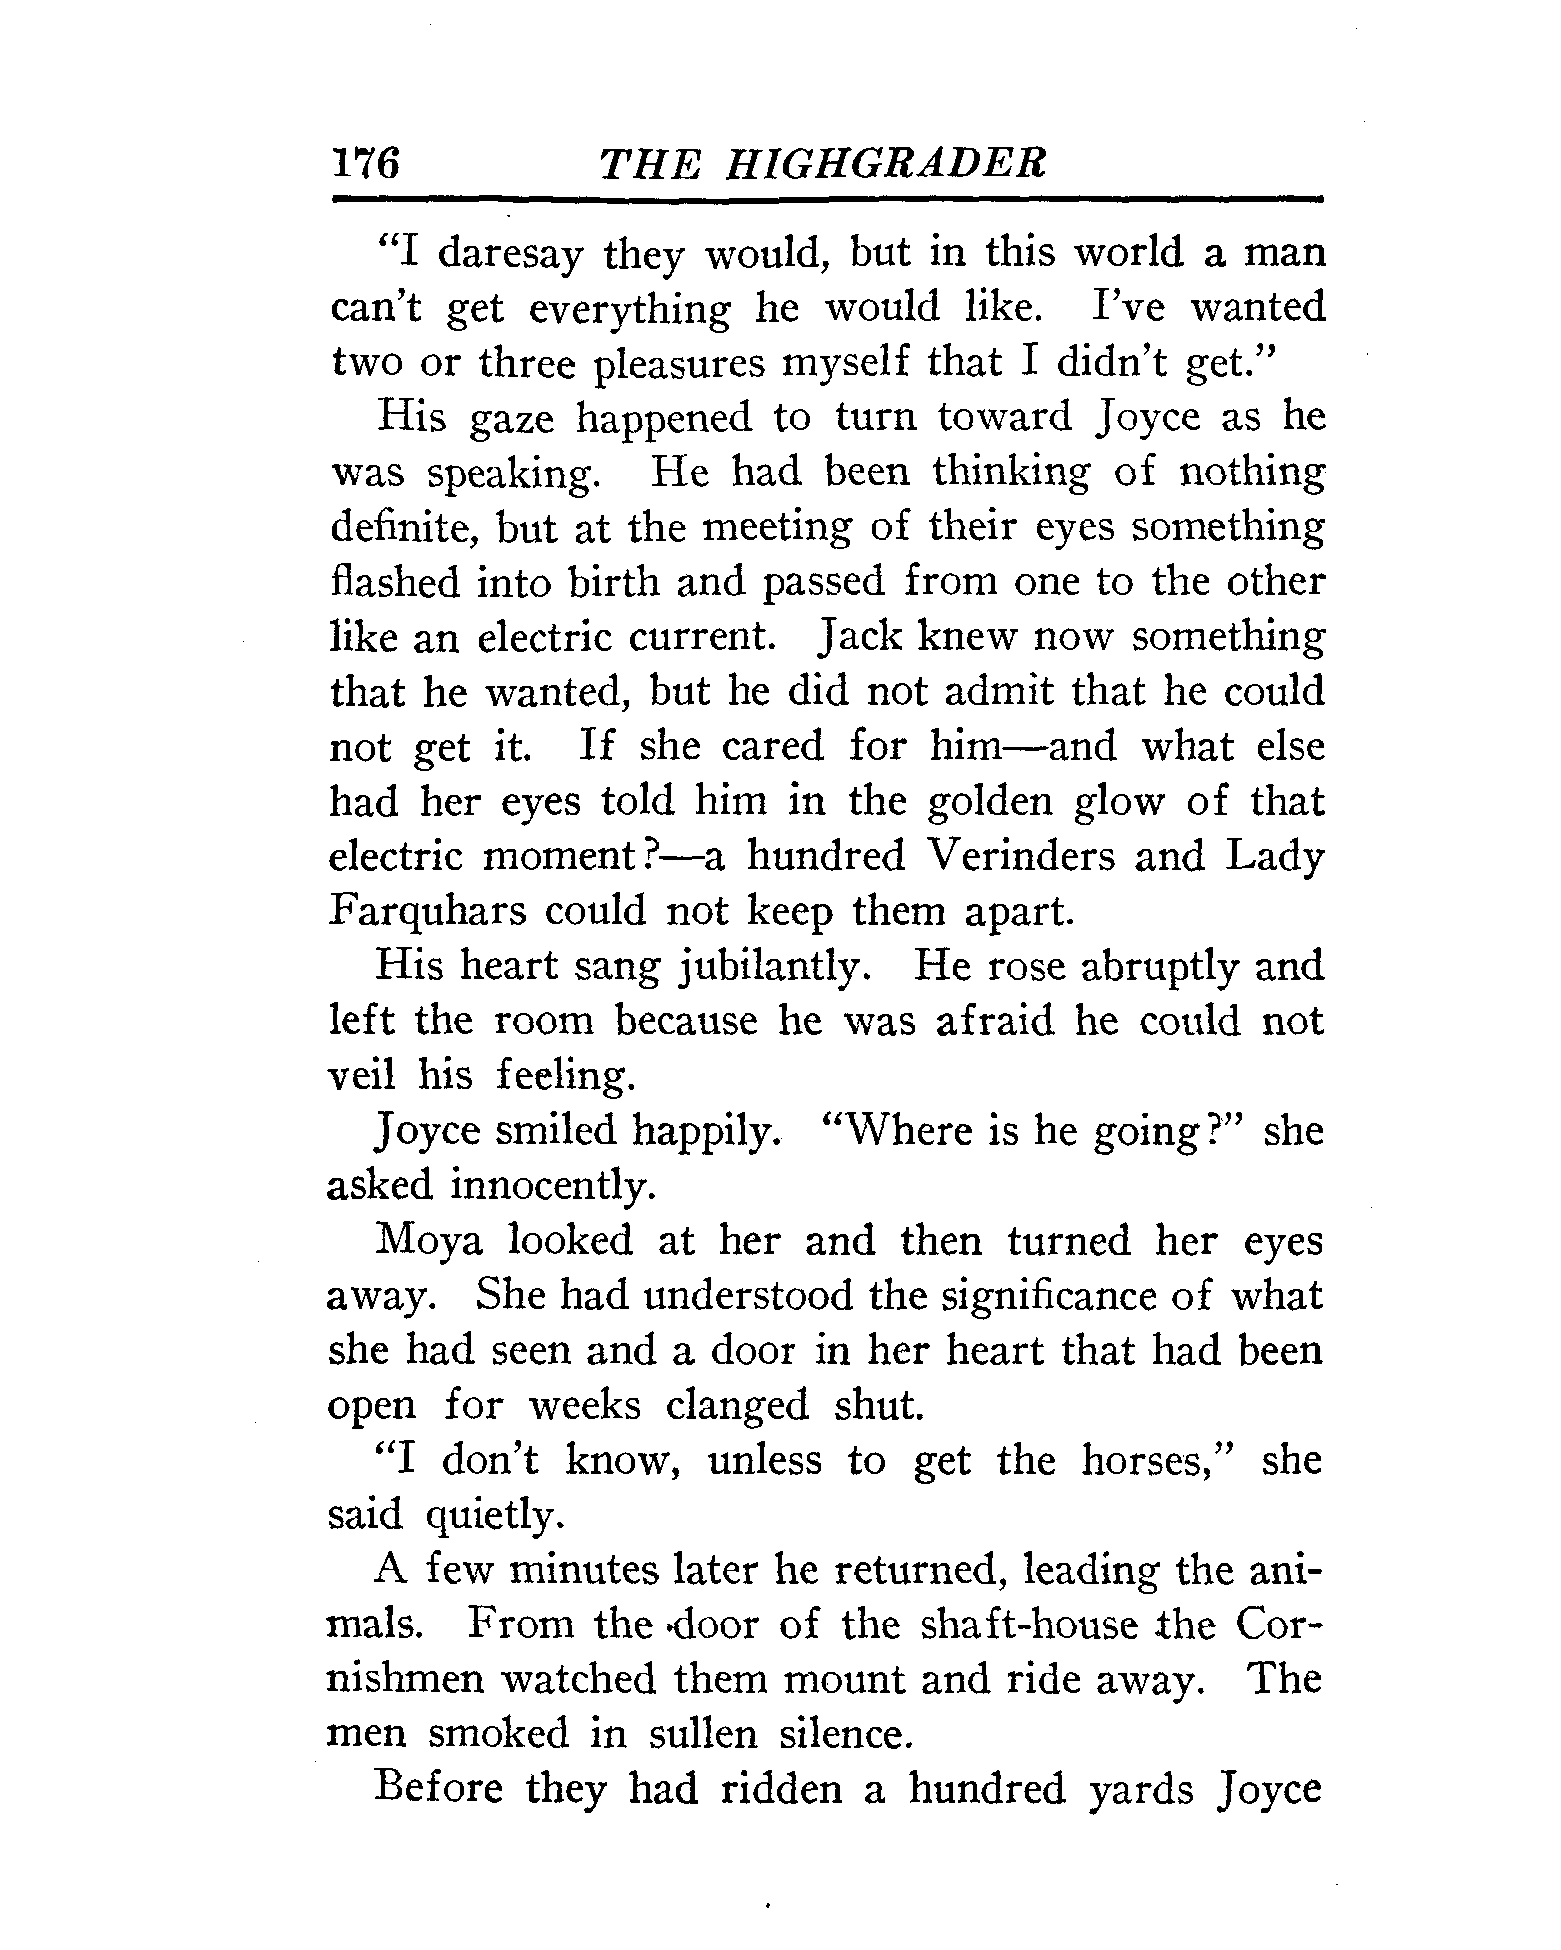 176 THE HIGHGRADER
“I daresay they would, but in this world a man
can’t get everything he would like. I’ve wanted
two or three pleasures myself that I didn’t get.”
His gaze happened to turn toward Joyce as he
was speaking. He had been thinking of nothing
definite, but at the meeting of their eyes something
flashed into birth and passed from one to the other
like an electric current. Jack knew now something
that he wanted, but he did not admit that he could
not get it. If she cared for him—and what else
had her eyes told him in the golden glow of that
electric moment?—a hundred Verinders and Lady
Farquhars could not keep them apart.
His heart sang jubilantly. He rose abruptly and
left the room because he was afraid he could not
veil his feeling.
Joyce smiled happily. “Where is he going?” she
asked innocently.
Moya looked at her and then turned her eyes
away. She had understood the significance of what
she had seen and a door in her heart that had been
open for weeks clanged shut.
“I don’t know, unless to get the horses,” she
said quietly.
A few minutes later he returned, leading the ani-
mals. From the door of the shaft-house the Cor-
nishmen watched them mount and ride away. The
men smoked in sullen silence.
Before they had ridden a hundred yards Joyce